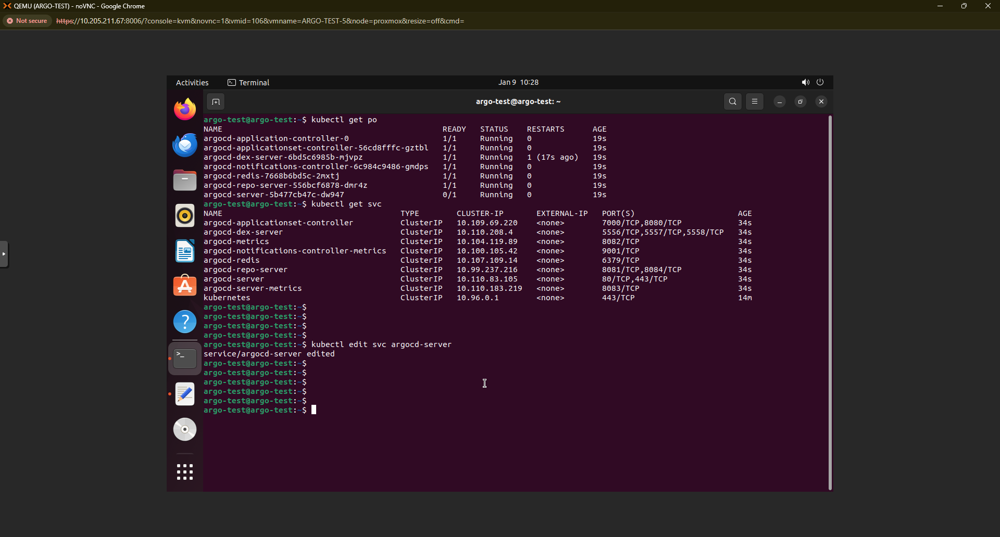 QEMU (ARGO-TEST) - noVNC - Google Chrome
Not secure https://10.205.211.67:8006/?console=kvm&novnc=1&vmid=106&vmname=ARGO-TEST-5&node=proxmox&resize=off&cmd=
Activities Terminal Jan 9 10:28
argo-test@argo-test: ~
argo-test@argo-test:~$ kubectl get po
NAME READY STATUS RESTARTS AGE
argocd-application-controller-0 1/1 Running 0 19s
argocd-applicationset-controller-56cd8fffc-gztbl 1/1 Running 0 19s
argocd-dex-server-6bd5c6985b-mjvpz 1/1 Running 1 (17s ago) 19s
argocd-notifications-controller-6c984c9486-gmdps 1/1 Running 0 19s
argocd-redis-7668b6bd5c-2mxtj 1/1 Running 0 19s
argocd-repo-server-556bcf6878-dmr4z 1/1 Running 0 19s
argocd-server-5b477cb47c-dw947 0/1 Running 0 19s
argo-test@argo-test:~$ kubectl get svc
NAME TYPE CLUSTER-IP EXTERNAL-IP PORT(S) AGE
argocd-applicationset-controller ClusterIP 10.109.69.220 <none> 7000/TCP,8080/TCP 34s
argocd-dex-server ClusterIP 10.110.208.4 <none> 5556/TCP,5557/TCP,5558/TCP 34s
argocd-metrics ClusterIP 10.104.119.89 <none> 8082/TCP 34s
argocd-notifications-controller-metrics ClusterIP 10.100.105.42 <none> 9001/TCP 34s
argocd-redis ClusterIP 10.107.109.14 <none> 6379/TCP 34s
argocd-repo-server ClusterIP 10.99.237.216 <none> 8081/TCP,8084/TCP 34s
argocd-server ClusterIP 10.110.83.105 <none> 80/TCP,443/TCP 34s
argocd-server-metrics ClusterIP 10.110.183.219 <none> 8083/TCP 34s
kubernetes ClusterIP 10.96.0.1 <none> 443/TCP 14m
argo-test@argo-test:~$
argo-test@argo-test:~$
argo-test@argo-test:~$
argo-test@argo-test:~$
argo-test@argo-test:~$ kubectl edit svc argocd-server
service/argocd-server edited
argo-test@argo-test:~$
argo-test@argo-test:~$
argo-test@argo-test:~$
argo-test@argo-test:~$
argo-test@argo-test:~$
argo-test@argo-test:~$